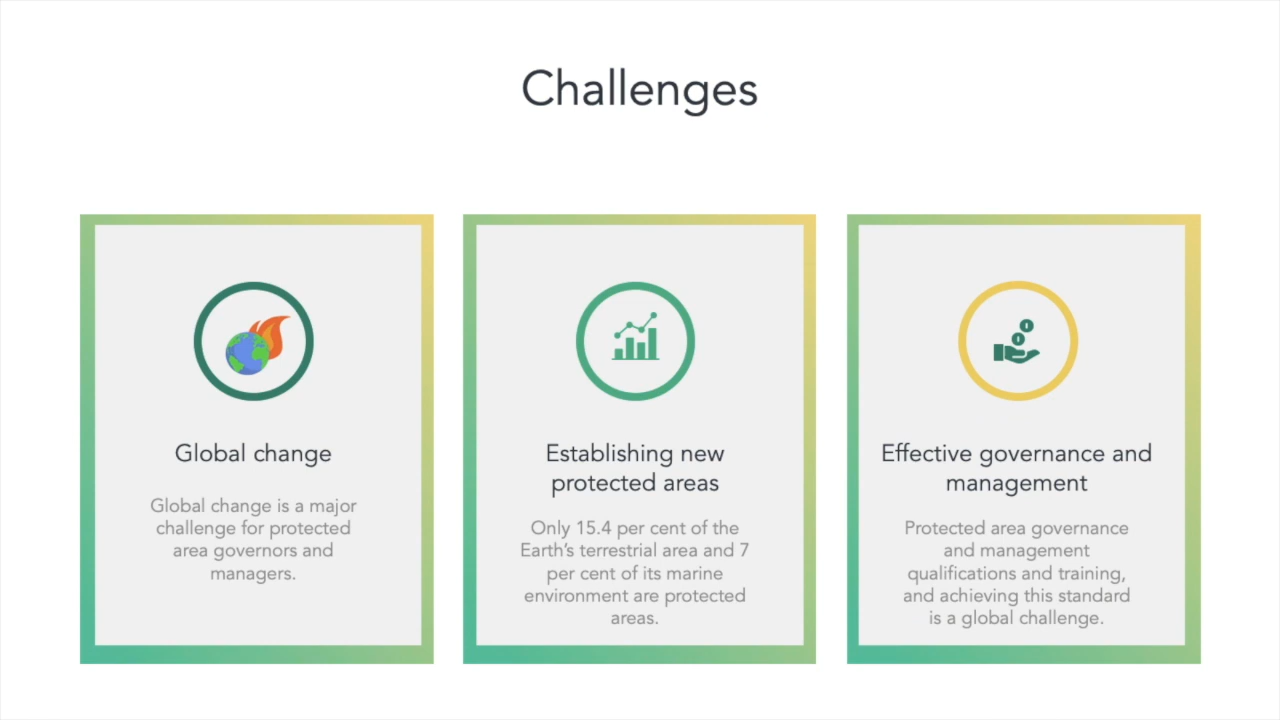 Challenges
Global change
Global change is a major
challenge for protected
area governors and
managers.
Establishing new
protected areas
Only 15.4 per cent of the
Earth's terrestrial area and 7
per cent of its marine
environment are protected
areas.
Effective governance and
management
Protected area governance
and management
qualifications and training,
and achieving this standard
is a global challenge.